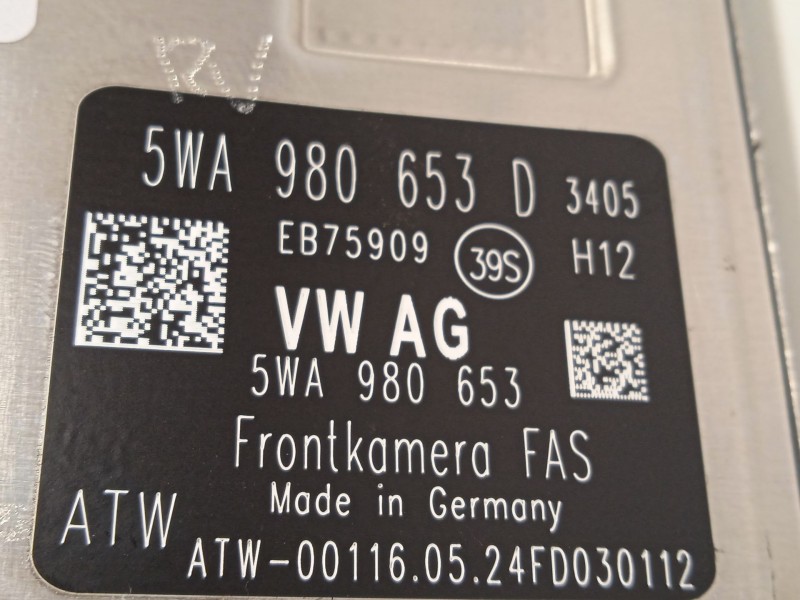 RV
5WA 980 653 D 3405
EB75909 39S H12
VW AG
5WA 980 653
Frontkamera FAS
Made in Germany
ATW
ATW-00116.05.24FD030112